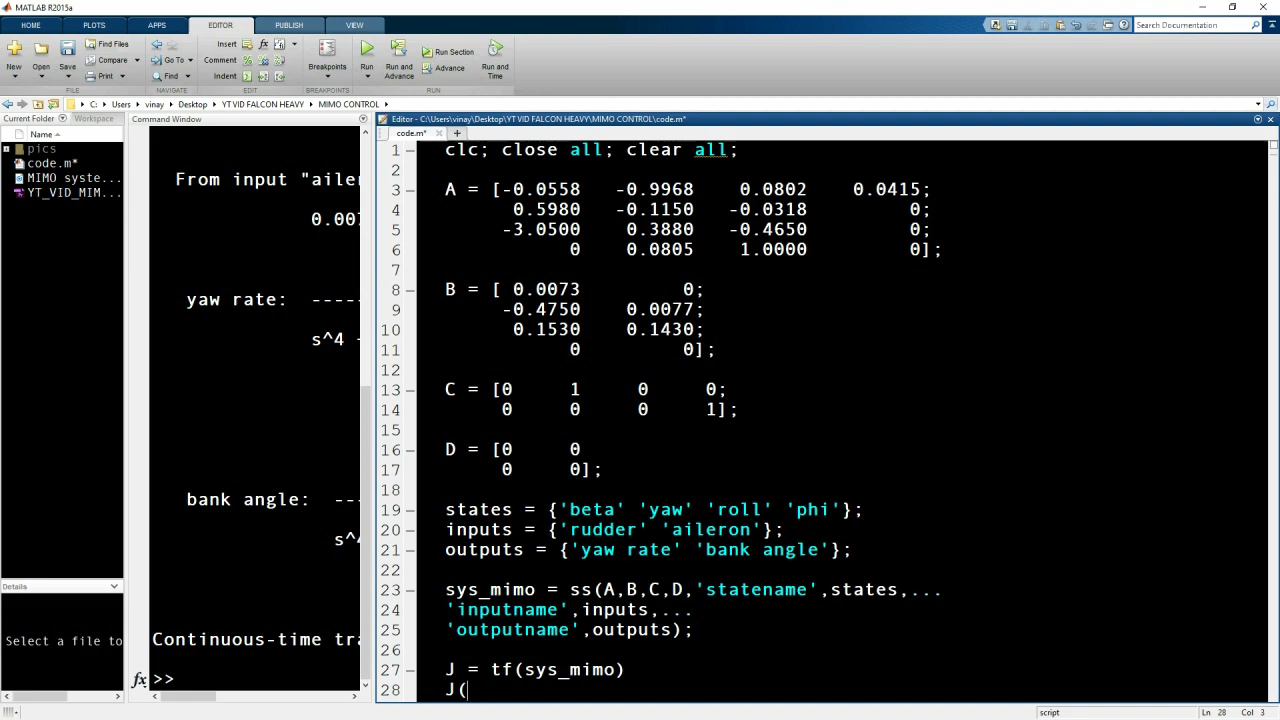 MATLAB R2015a
HOME PLOTS APPS EDITOR PUBLISH VIEW
Search Documentation
New Open Save Find Files Compare Print
Go To Find
Insert Comment Indent
fx
Breakpoints
Run Run and Advance Run Section Advance Run and Time
FILE NAVIGATE EDIT BREAKPOINTS RUN
C: Users vinay Desktop YT VID FALCON HEAVY MIMO CONTROL
Current Folder Workspace
Name
pics
code.m*
MIMO syste...
YT_VID_MIM...
Details
Select a file to
Command Window
From input "ailer
0.007
yaw rate: -----
s^4 -
bank angle: ---
s^4
Continuous-time tra
fx >>
Editor - C:\Users\vinay\Desktop\YT VID FALCON HEAVY\MIMO CONTROL\code.m*
code.m* +
1 clc; close all; clear all;
2
3 A = [-0.0558 -0.9968 0.0802 0.0415;
4 0.5980 -0.1150 -0.0318 0;
5 -3.0500 0.3880 -0.4650 0;
6 0 0.0805 1.0000 0];
7
8 B = [ 0.0073 0;
9 -0.4750 0.0077;
10 0.1530 0.1430;
11 0 0];
12
13 C = [0 1 0 0;
14 0 0 0 1];
15
16 D = [0 0
17 0 0];
18
19 states = {'beta' 'yaw' 'roll' 'phi'};
20 inputs = {'rudder' 'aileron'};
21 outputs = {'yaw rate' 'bank angle'};
22
23 sys_mimo = ss(A,B,C,D,'statename',states,...
24 'inputname',inputs,...
25 'outputname',outputs);
26
27 J = tf(sys_mimo)
28 J(
script Ln 28 Col 3